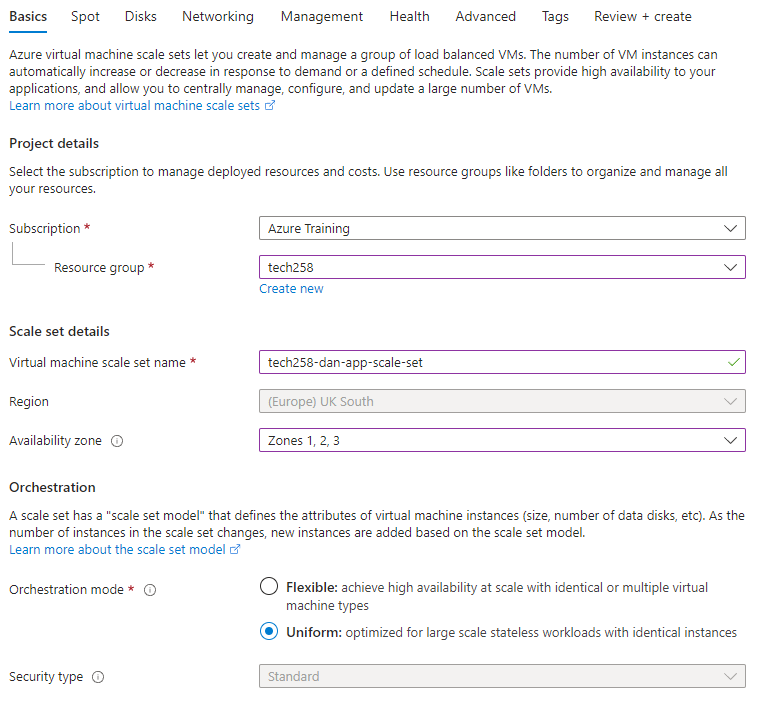 Basics Spot Disks Networking Management Health Advanced Tags Review + create
Azure virtual machine scale sets let you create and manage a group of load balanced VMs. The number of VM instances can
automatically increase or decrease in response to demand or a defined schedule. Scale sets provide high availability to your
applications, and allow you to centrally manage, configure, and update a large number of VMs.
Learn more about virtual machine scale sets
Project details
Select the subscription to manage deployed resources and costs. Use resource groups like folders to organize and manage all
your resources.
Subscription * Azure Training
Resource group * tech258
Create new
Scale set details
Virtual machine scale set name * tech258-dan-app-scale-set
Region (Europe) UK South
Availability zone Zones 1, 2, 3
Orchestration
A scale set has a "scale set model" that defines the attributes of virtual machine instances (size, number of data disks, etc). As the
number of instances in the scale set changes, new instances are added based on the scale set model.
Learn more about the scale set model
Orchestration mode * Flexible: achieve high availability at scale with identical or multiple virtual
machine types
Uniform: optimized for large scale stateless workloads with identical instances
Security type Standard